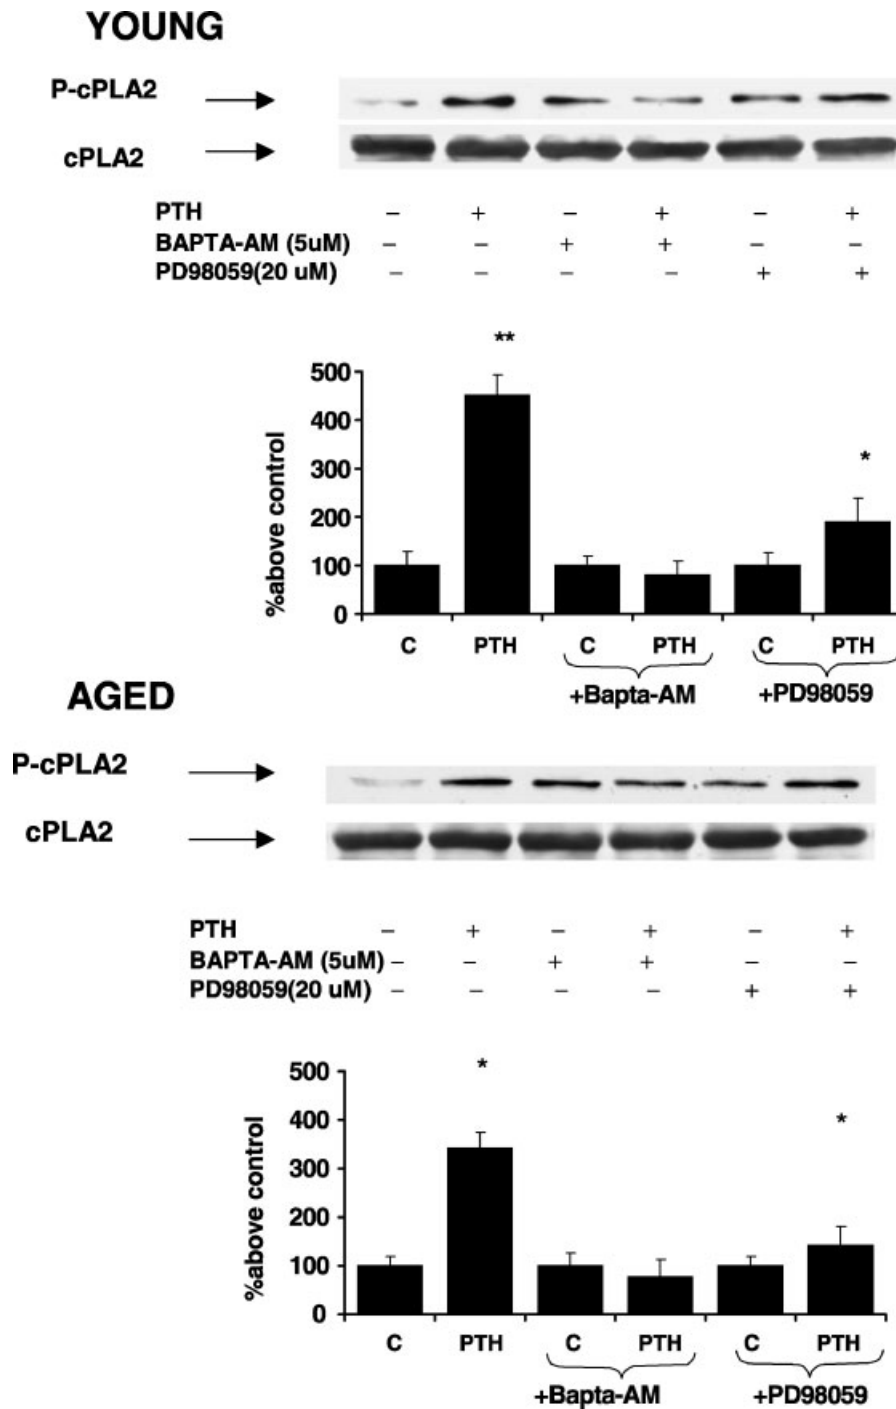 YOUNG
P-cPLA2
cPLA2
PTH – + – + – +
BAPTA-AM (5uM) – – + + – –
PD98059(20 uM) – – – – + +
**
*
500
400
300
200
100
0
%above control
C PTH C PTH C PTH
+Bapta-AM +PD98059
AGED
P-cPLA2
cPLA2
PTH – + – + – +
BAPTA-AM (5uM) – – + + – –
PD98059(20 uM) – – – – + +
*
*
500
400
300
200
100
0
%above control
C PTH C PTH C PTH
+Bapta-AM +PD98059